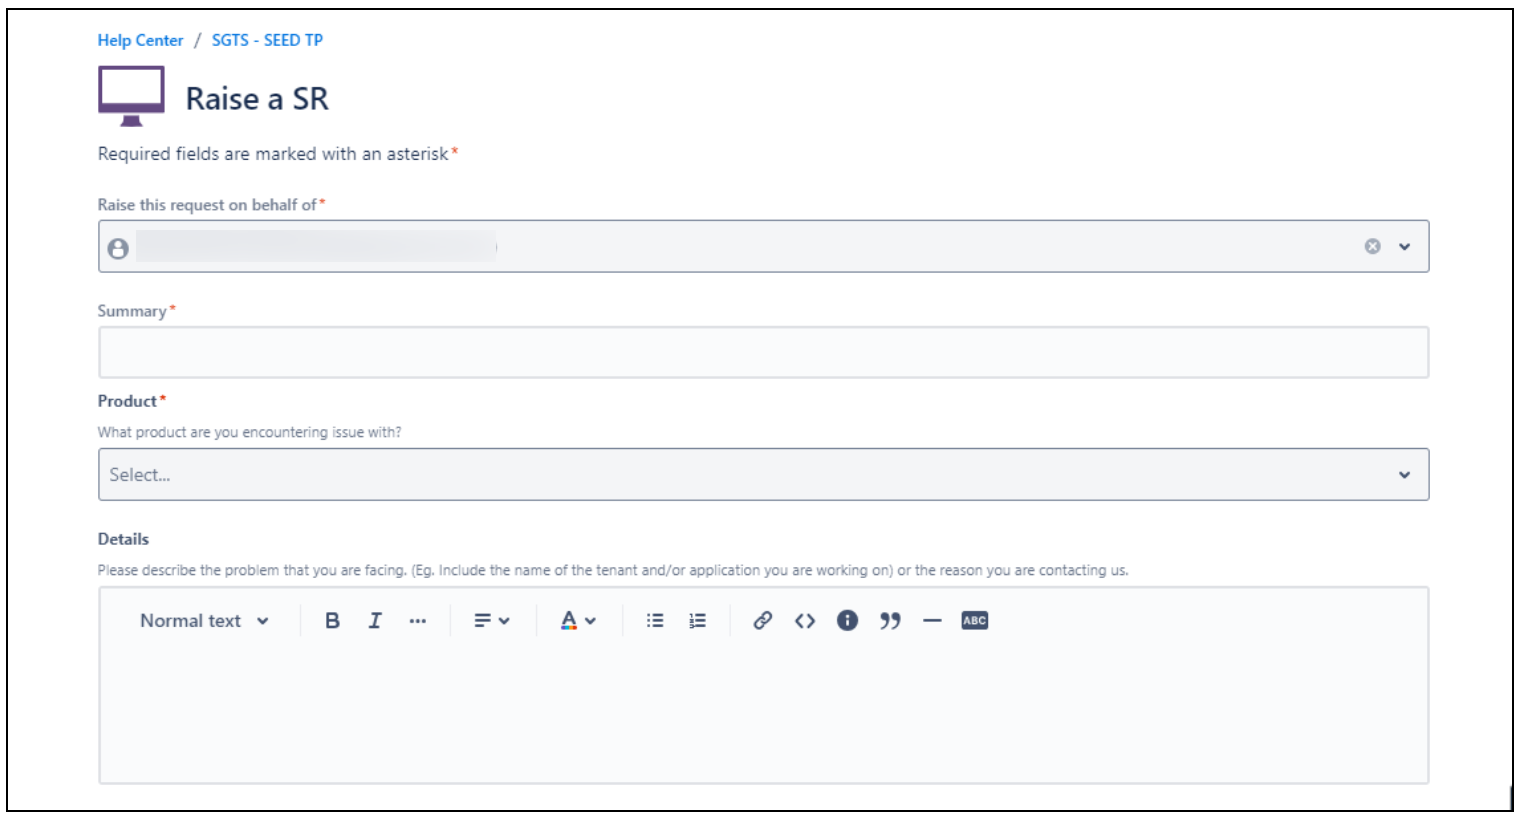 Help Center / SGTS - SEED TP
Raise a SR
Required fields are marked with an asterisk*
Raise this request on behalf of*
Summary*
Product*
What product are you encountering issue with?
Select...
Details
Please describe the problem that you are facing. (Eg. Include the name of the tenant and/or application you are working on) or the reason you are contacting us.
Normal text B I ... A ABC